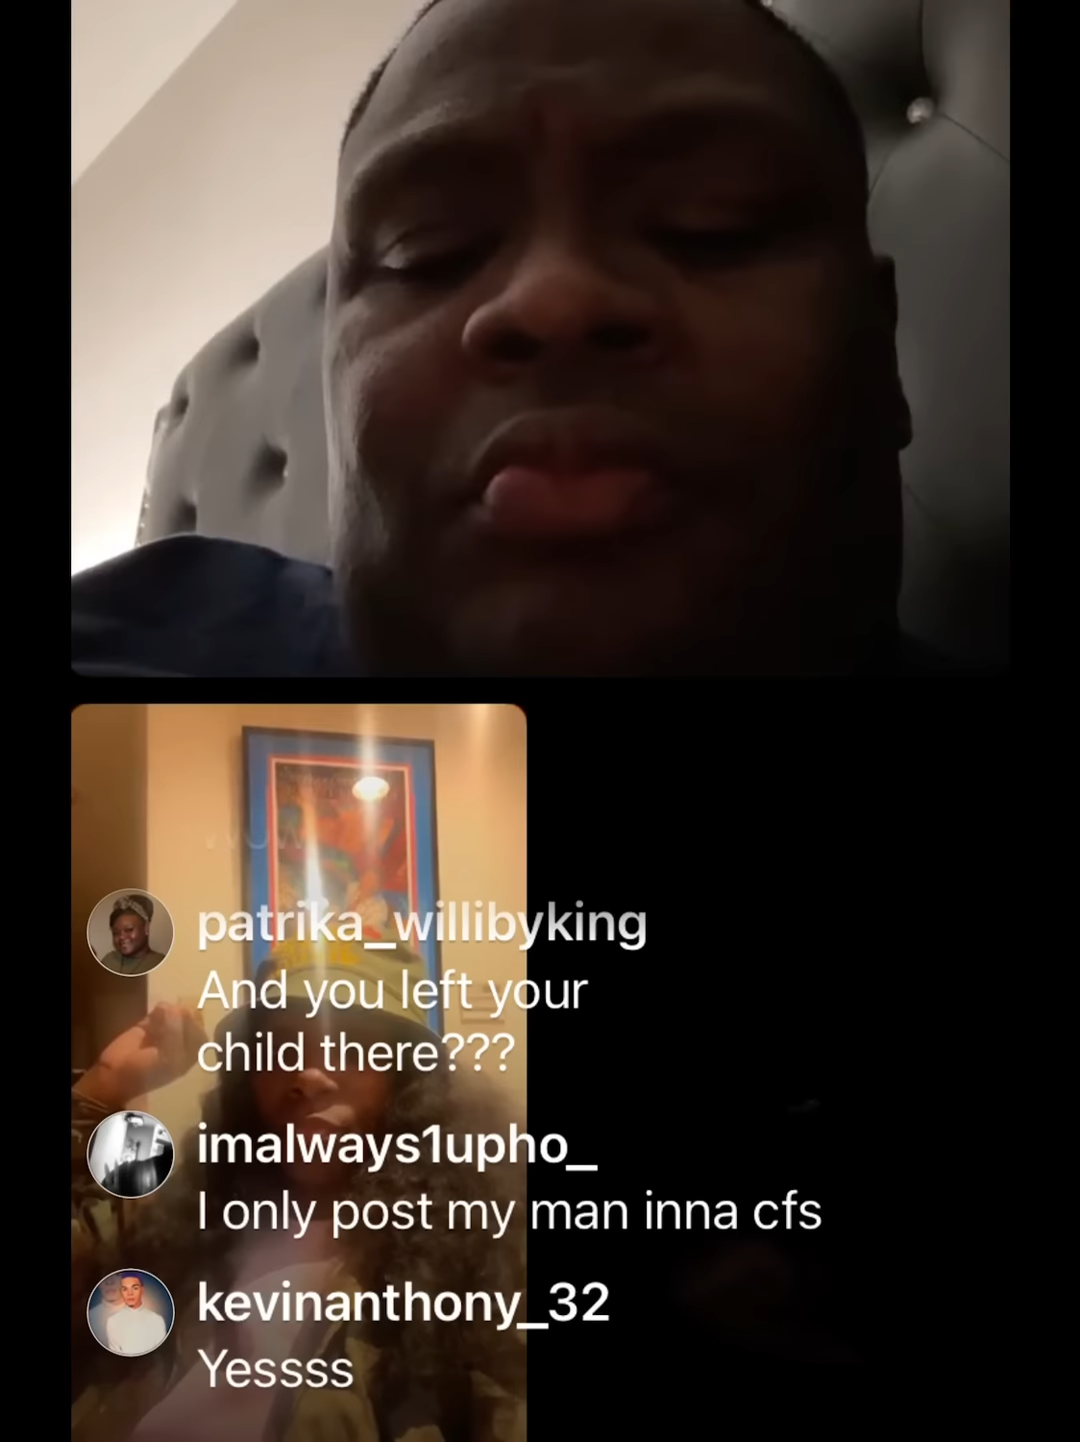 patrika_willibyking
And you left your
child there???
imalways1upho_
I only post my man inna cfs
kevinanthony_32
Yessss